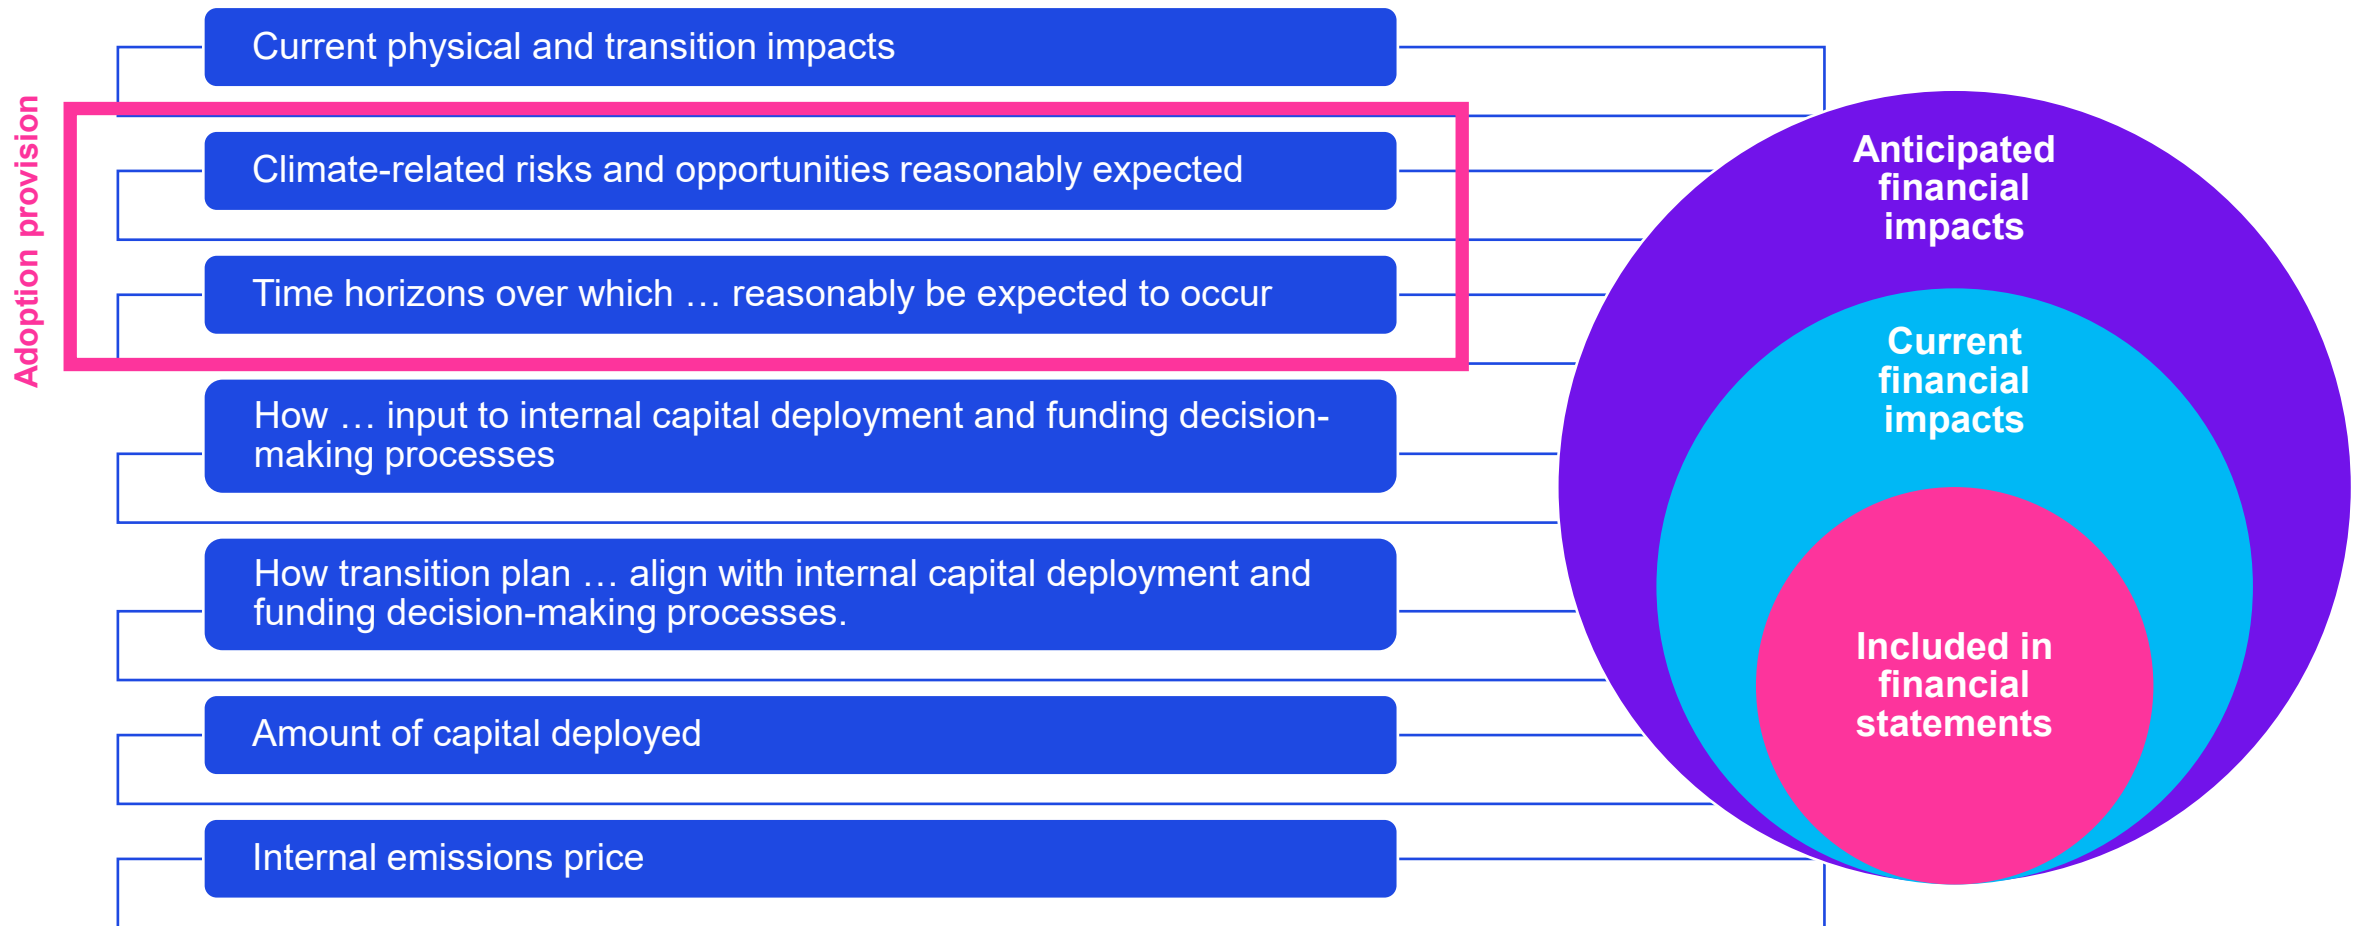 Adoption provision
Current physical and transition impacts
Climate-related risks and opportunities reasonably expected
Time horizons over which … reasonably be expected to occur
How … input to internal capital deployment and funding decision-
making processes
How transition plan … align with internal capital deployment and
funding decision-making processes.
Amount of capital deployed
Internal emissions price
Anticipated
financial
impacts
Current
financial
impacts
Included in
financial
statements